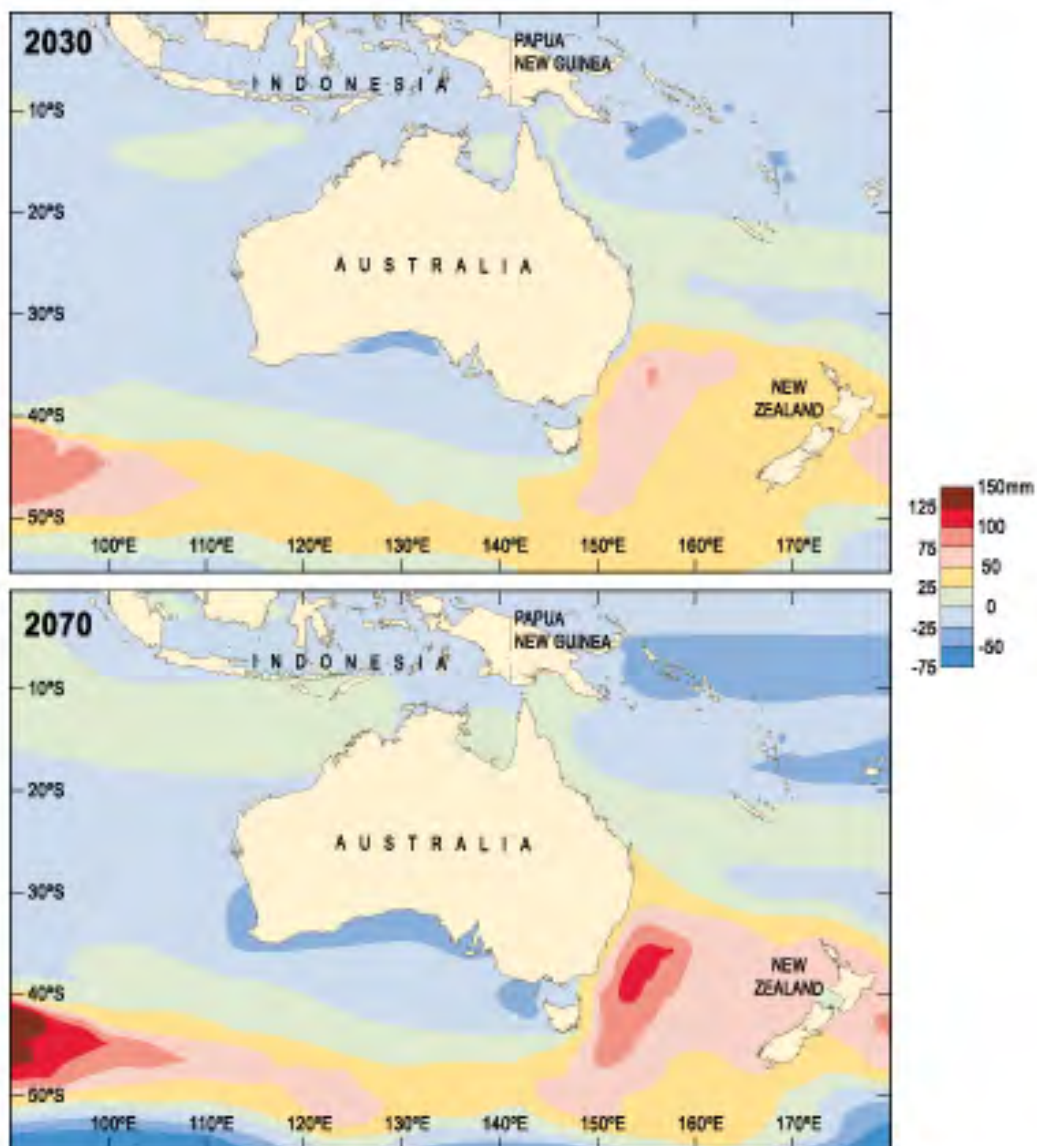 2030
PAPUA
NEW GUINEA
INDONESIA
10°S
20°S
AUSTRALIA
30°S
NEW
ZEALAND
40°S
50°S
100°E 110°E 120°E 130°E 140°E 150°E 160°E 170°E
150mm
125
100
75
50
25
0
-25
-50
-75
2070
PAPUA
NEW GUINEA
INDONESIA
10°S
20°S
AUSTRALIA
30°S
NEW
ZEALAND
40°S
50°S
100°E 110°E 120°E 130°E 140°E 150°E 160°E 170°E